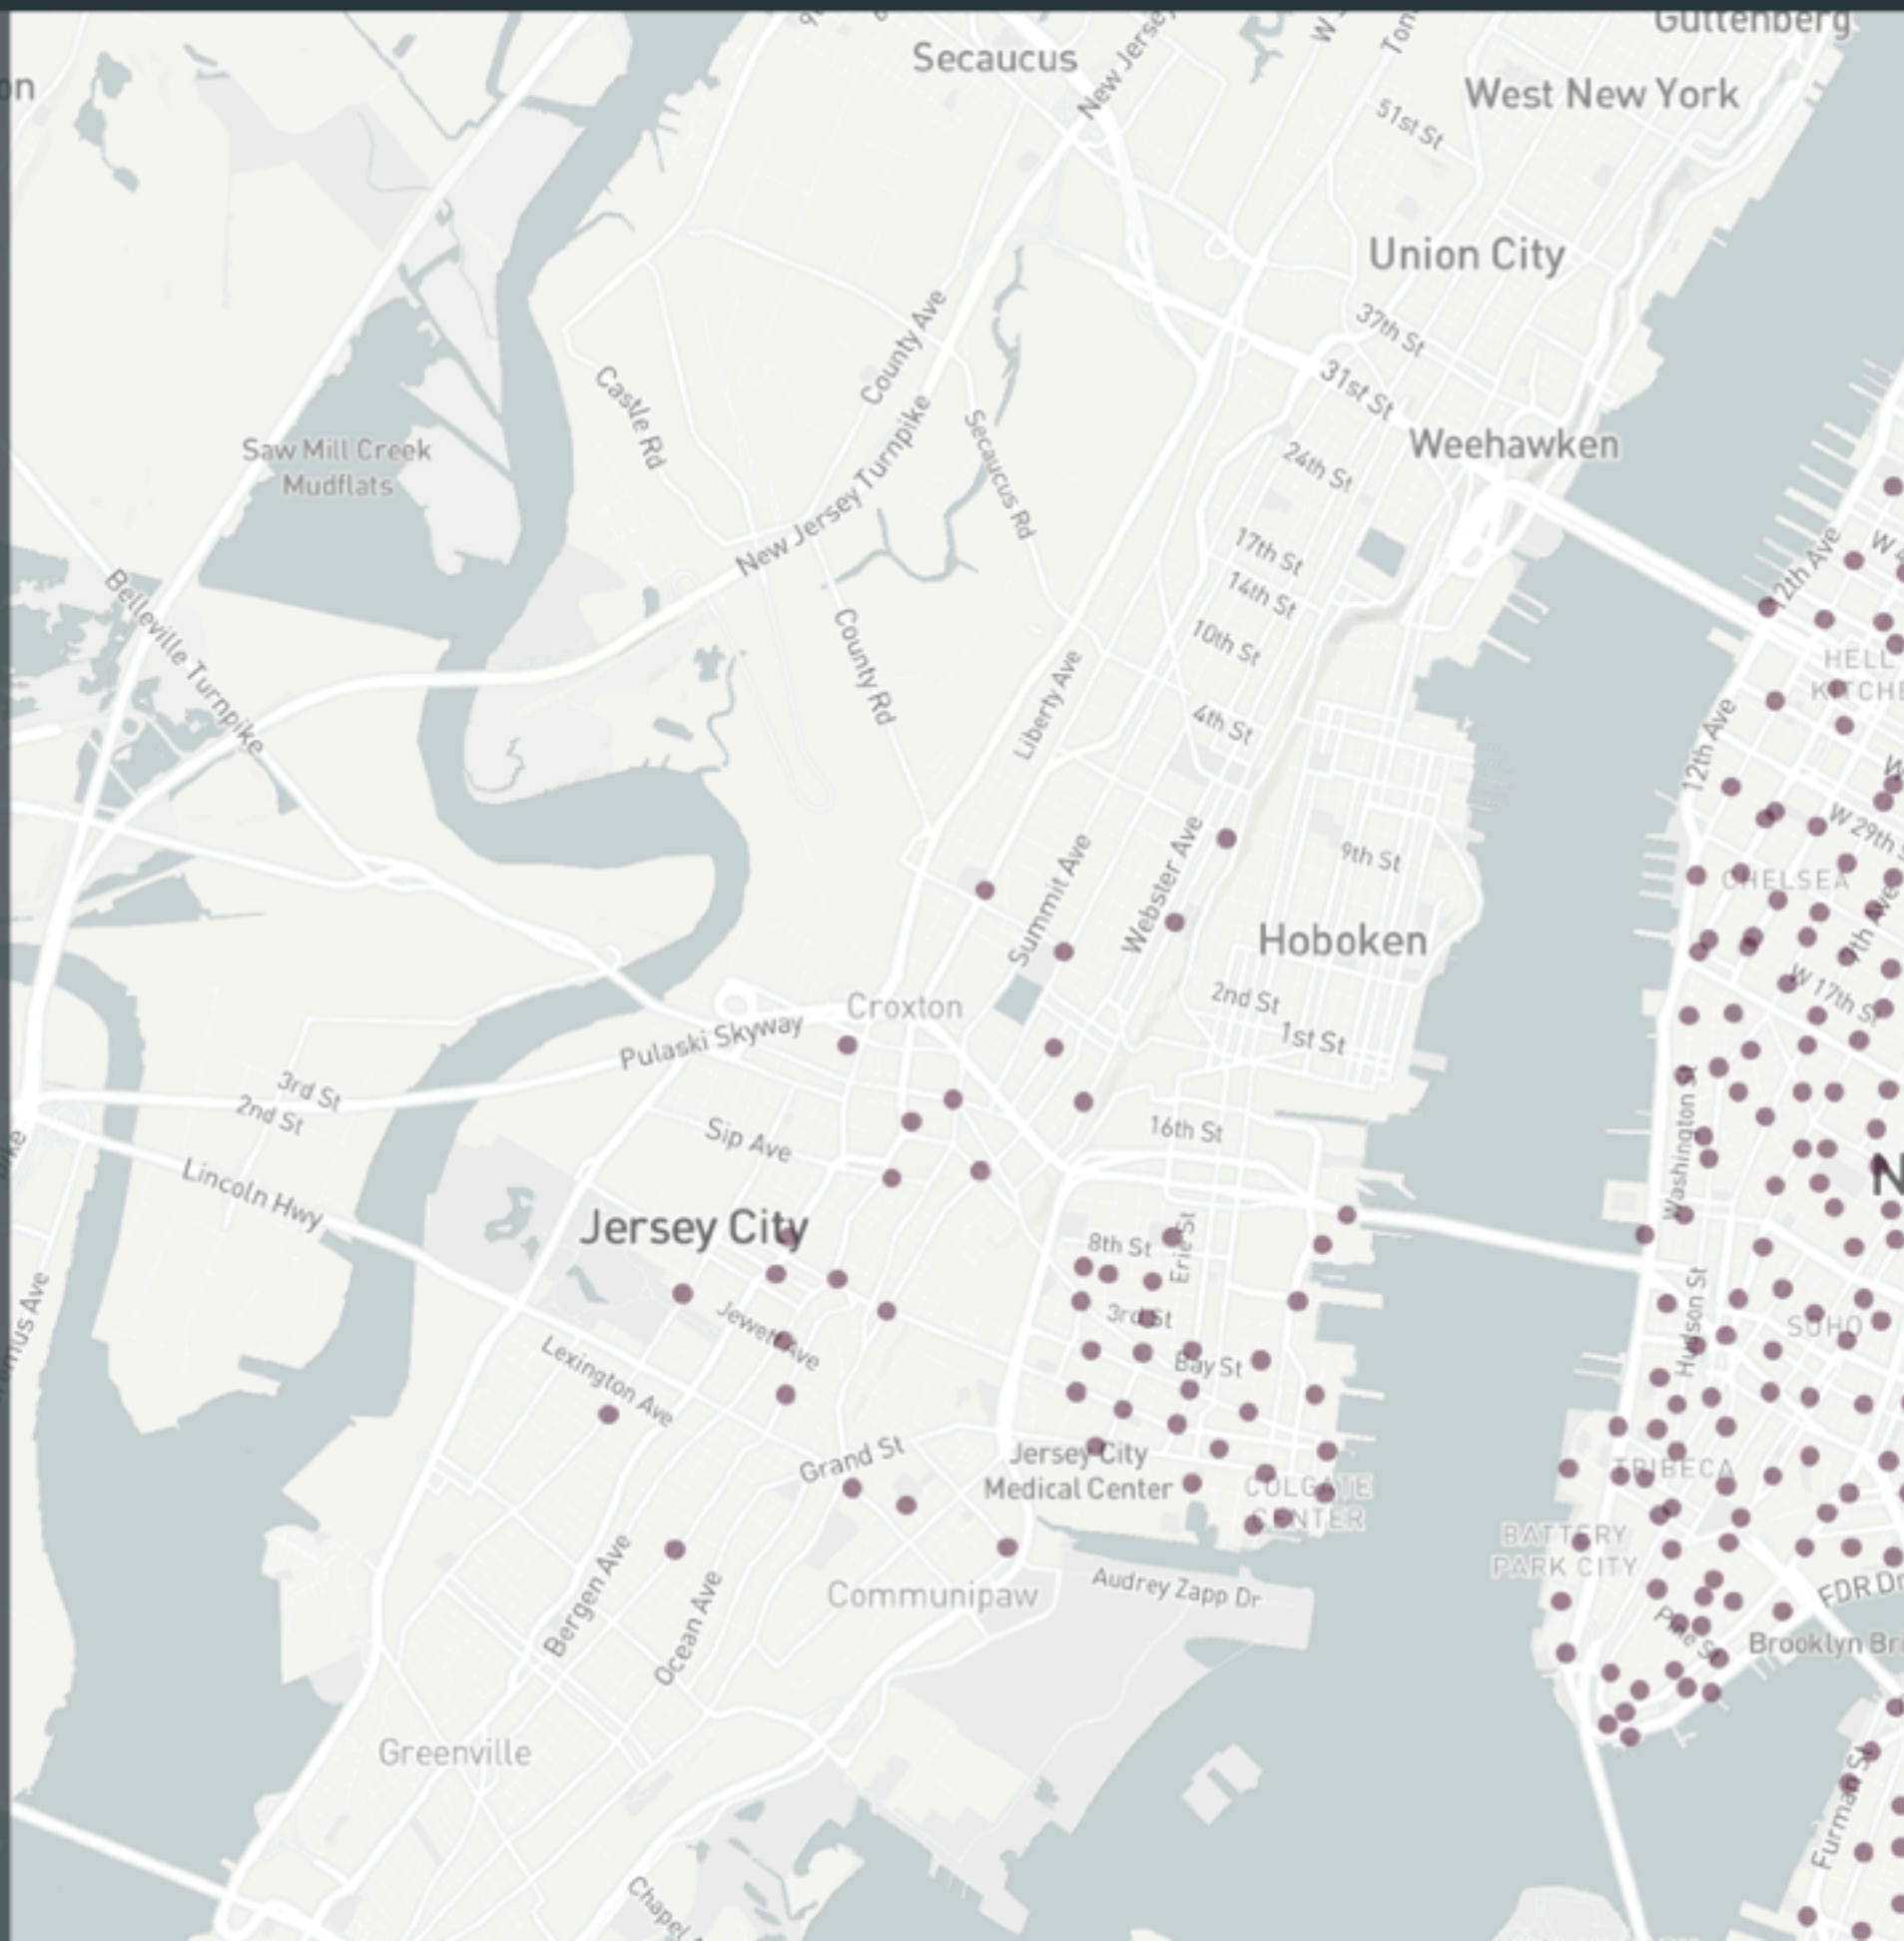 Guttenberg
Secaucus
New Jersey
West New York
51st St
Union City
County Ave
37th St
31st St
Castle Rd
Weehawken
Saw Mill Creek
Mudflats
New Jersey Turnpike
Secaucus Rd
24th St
12th Ave
17th St
14th St
Belleville Turnpike
County Rd
10th St
HELL
Liberty Ave
4th St
12th Ave
W 29th
Summit Ave
Webster Ave
9th St
CHELSEA
7th Ave
Hoboken
W 17th St
2nd St
Croxton
1st St
Pulaski Skyway
3rd St
2nd St
Sip Ave
16th St
Washington St
Lincoln Hwy
Jersey City
8th St
Erie St
3rd St
Hudson St
SOHO
Jewett Ave
Lexington Ave
Bay St
Grand St
Jersey City
Medical Center
COLGATE
CENTER
TRIBECA
BATTERY
PARK CITY
Bergen Ave
Ocean Ave
Communipaw
Audrey Zapp Dr
FDR Dr
Pine St
Brooklyn Bri
Greenville
Furman St
Chapel